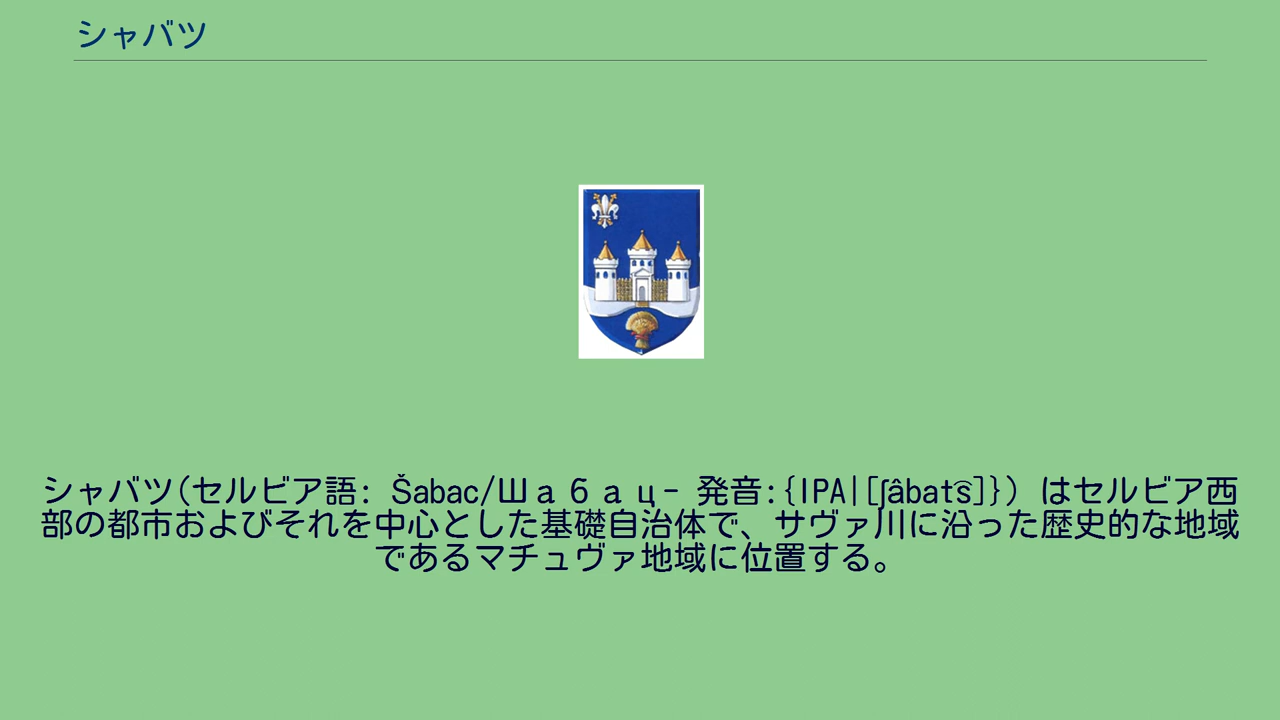 シャバツ
シャバツ(セルビア語: Šabac/Шабац- 発音:{IPA|[ʃâbat͡s]}) はセルビア西
部の都市およびそれを中心とした基礎自治体で、サヴァ川に沿った歴史的な地域
であるマチュヴァ地域に位置する。